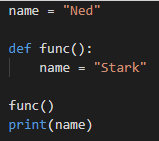 name = "Ned"
def func():
    name = "Stark"
func()
print(name)